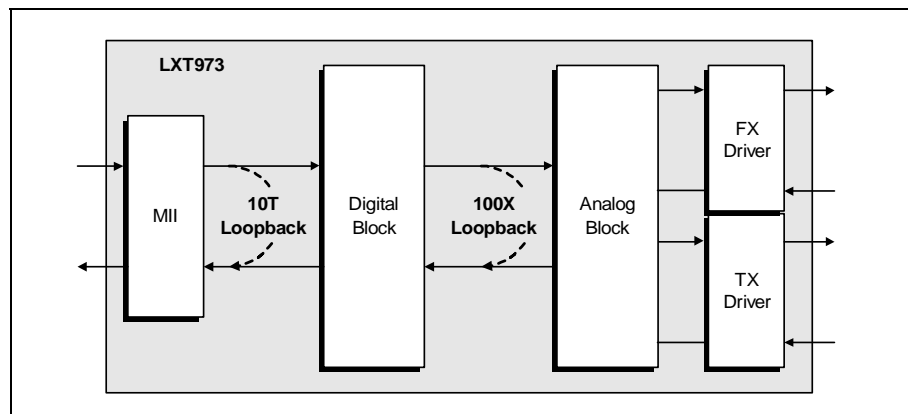 LXT973
MII
10T
Loopback
Digital
Block
100X
Loopback
Analog
Block
FX
Driver
TX
Driver